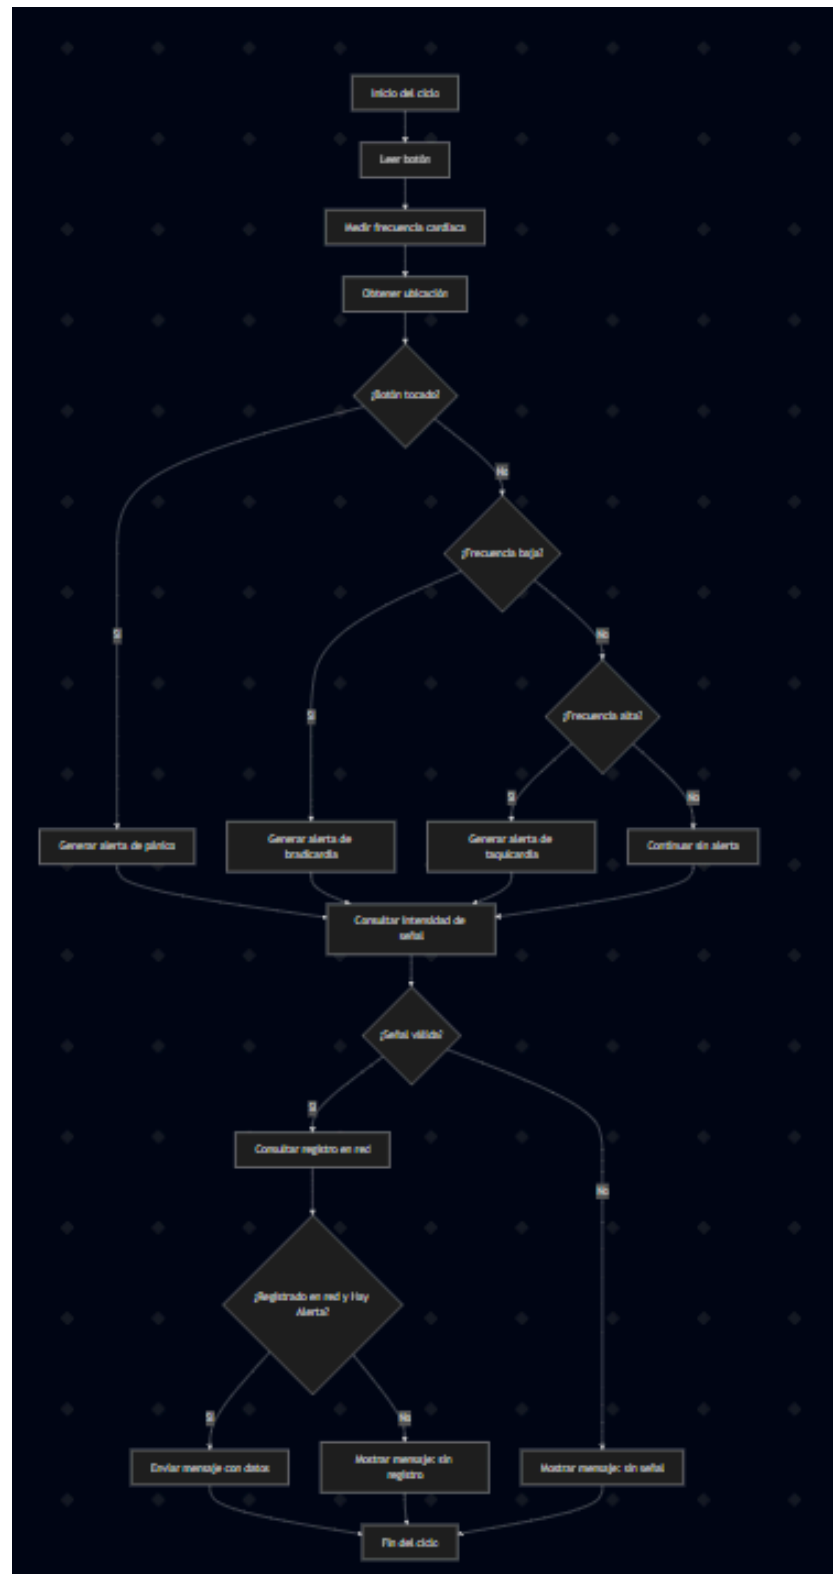 Inicio del ciclo
Leer botón
Medir frecuencia cardíaca
Obtener ubicación
¿Botón tocado?
No
¿Frecuencia baja?
Sí
No
Sí
¿Frecuencia alta?
Sí
No
Generar alerta de pánico
Generar alerta de
bradicardia
Generar alerta de
taquicardia
Continuar sin alerta
Consultar intensidad de
señal
¿Señal válida?
Sí
Consultar registro en red
No
¿Registrado en red y Hay
Alerta?
Sí
No
Enviar mensaje con datos
Mostrar mensaje: sin
registro
Mostrar mensaje: sin señal
Fin del ciclo